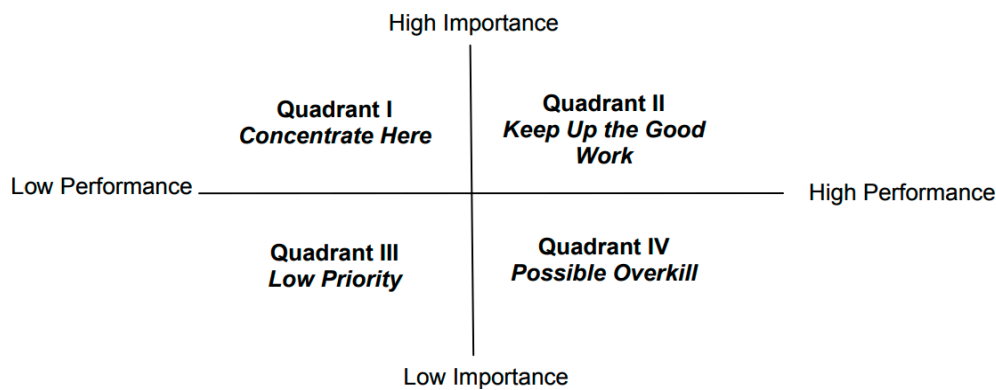 High Importance
Quadrant I
Concentrate Here
Quadrant II
Keep Up the Good
Work
Low Performance
High Performance
Quadrant III
Low Priority
Quadrant IV
Possible Overkill
Low Importance